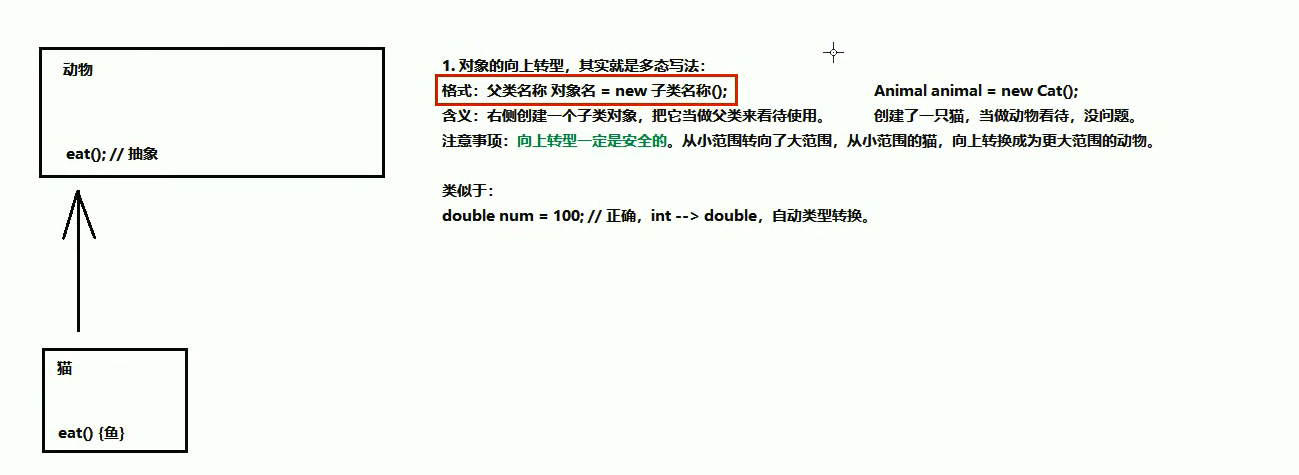 动物
eat(); // 抽象
猫
eat() {鱼}
1. 对象的向上转型，其实就是多态写法：
格式：父类名称 对象名 = new 子类名称(); Animal animal = new Cat();
含义：右侧创建一个子类对象，把它当做父类来看待使用。 创建了一只猫，当做动物看待，没问题。
注意事项：向上转型一定是安全的。从小范围转向了大范围，从小范围的猫，向上转换成为更大范围的动物。
类似于：
double num = 100; // 正确，int --> double，自动类型转换。